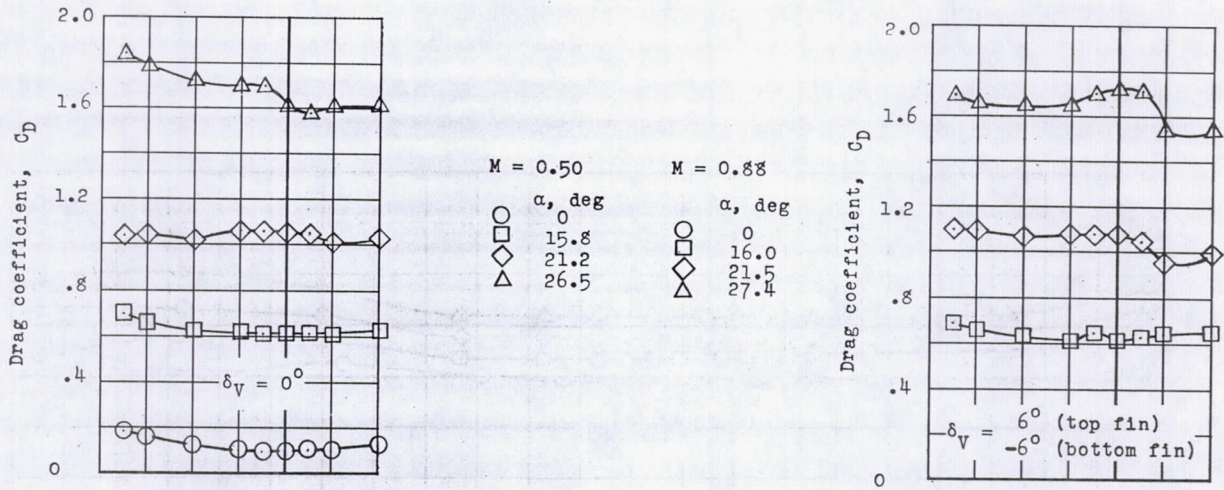 2.0
1.6
1.2
.8
.4
0
Drag coefficient, C_D
δ_V = 0°
M = 0.50
α, deg
0
15.8
21.2
26.5
M = 0.88
α, deg
0
16.0
21.5
27.4
2.0
1.6
1.2
.8
.4
0
Drag coefficient, C_D
δ_V = 6° (top fin)
-6° (bottom fin)